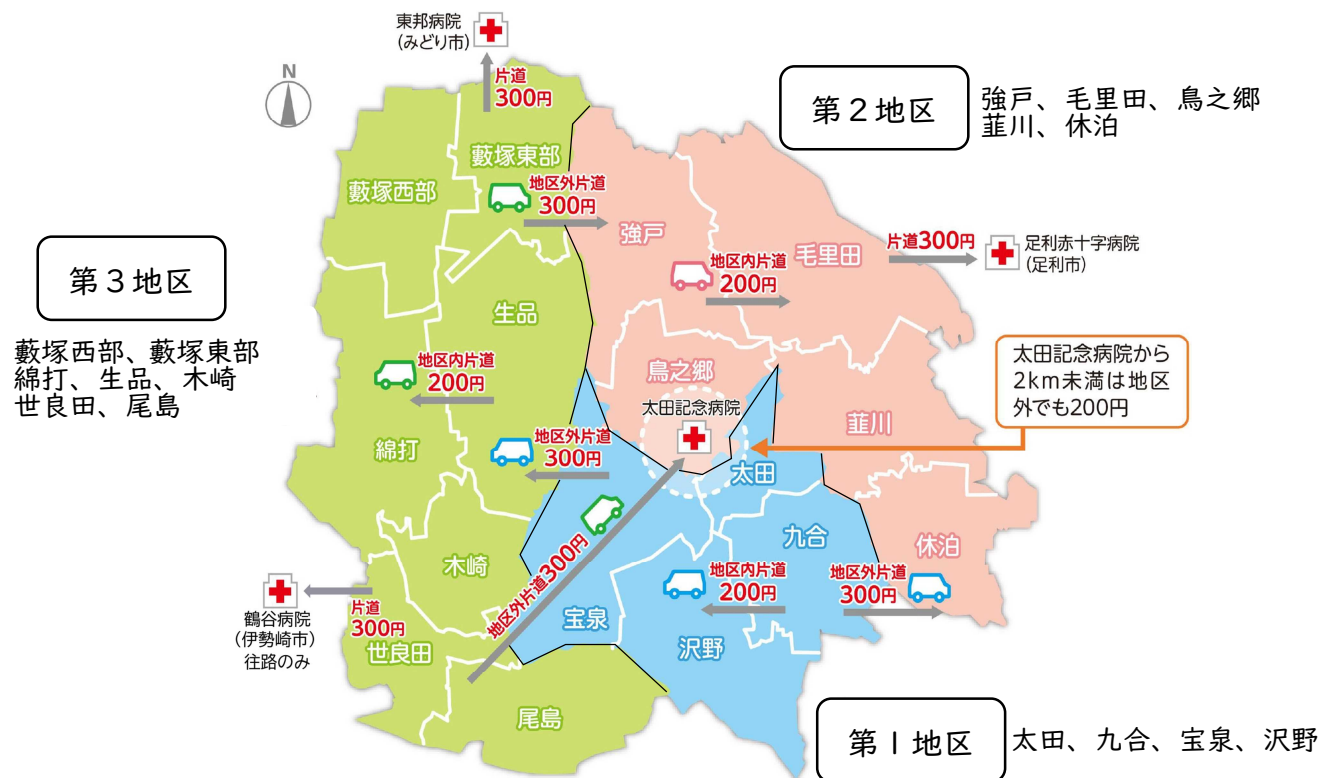 東邦病院
(みどり市)
N
片道
300円
第2地区
強戸、毛里田、鳥之郷
韮川、休泊
藪塚東部
藪塚西部
地区外片道
300円
強戸
毛里田
片道300円
足利赤十字病院
(足利市)
地区内片道
200円
第3地区
藪塚西部、藪塚東部
綿打、生品、木崎
世良田、尾島
生品
地区内片道
200円
鳥之郷
太田記念病院
太田記念病院から
2km未満は地区
外でも200円
韮川
綿打
地区外片道
300円
太田
九合
休泊
木崎
地区外片道300円
地区内片道
200円
地区外片道
300円
鶴谷病院
(伊勢崎市)
往路のみ
片道
300円
宝泉
沢野
世良田
尾島
第1地区
太田、九合、宝泉、沢野